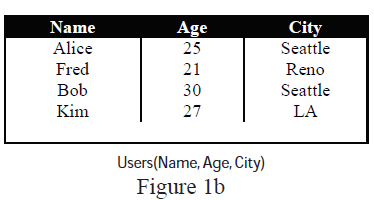 Name Age City
Alice 25 Seattle
Fred 21 Reno
Bob 30 Seattle
Kim 27 LA
Users(Name, Age, City)
Figure 1b